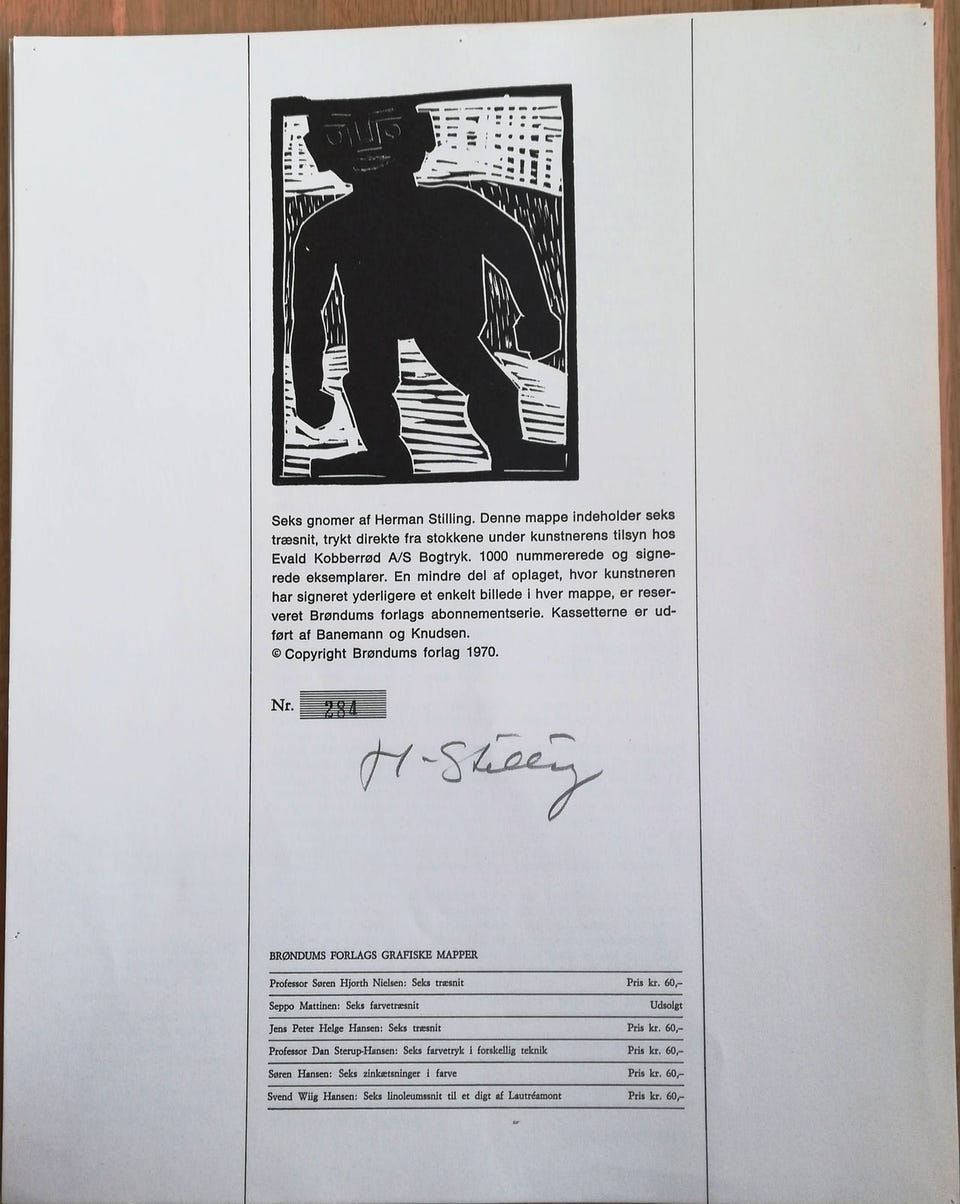 Seks gnomer af Herman Stilling. Denne mappe indeholder seks
træsnit, trykt direkte fra stokkene under kunstnerens tilsyn hos
Evald Kobberrød A/S Bogtryk. 1000 nummererede og signe-
rede eksemplarer. En mindre del af oplaget, hvor kunstneren
har signeret yderligere et enkelt billede i hver mappe, er reser-
veret Brøndums forlags abonnementserie. Kassetterne er ud-
ført af Banemann og Knudsen.
© Copyright Brøndums forlag 1970.
Nr. 284
H-Stilling
BRØNDUMS FORLAGS GRAFISKE MAPPER
Professor Søren Hjorth Nielsen: Seks træsnit Pris kr. 60,-
Seppo Mattinen: Seks farvetræsnit Udsolgt
Jens Peter Helge Hansen: Seks træsnit Pris kr. 60,-
Professor Dan Sterup-Hansen: Seks farvetryk i forskellig teknik Pris kr. 60,-
Søren Hansen: Seks zinkætsninger i farve Pris kr. 60,-
Svend Wiig Hansen: Seks linoleumssnit til et digt af Lautréamont Pris kr. 60,-